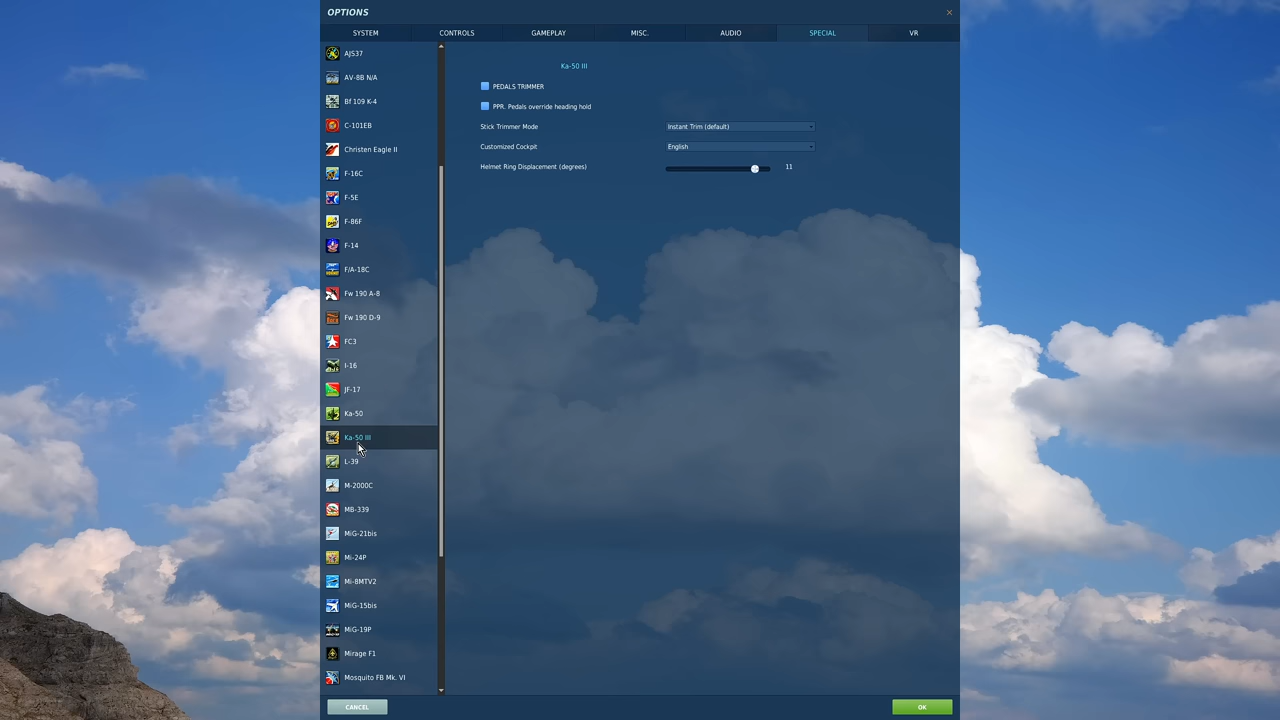 OPTIONS
SYSTEM CONTROLS GAMEPLAY MISC. AUDIO SPECIAL VR
AJS37
AV-8B N/A
Bf 109 K-4
C-101EB
Christen Eagle II
F-16C
F-5E
F-86F
F-14
F/A-18C
Fw 190 A-8
Fw 190 D-9
FC3
I-16
JF-17
Ka-50
Ka-50 III
L-39
M-2000C
MB-339
MiG-21bis
Mi-24P
Mi-8MTV2
MiG-15bis
MiG-19P
Mirage F1
Mosquito FB Mk. VI
Ka-50 III
PEDALS TRIMMER
PPR. Pedals override heading hold
Stick Trimmer Mode Instant Trim (default)
Customized Cockpit English
Helmet Ring Displacement (degrees) 11
CANCEL OK